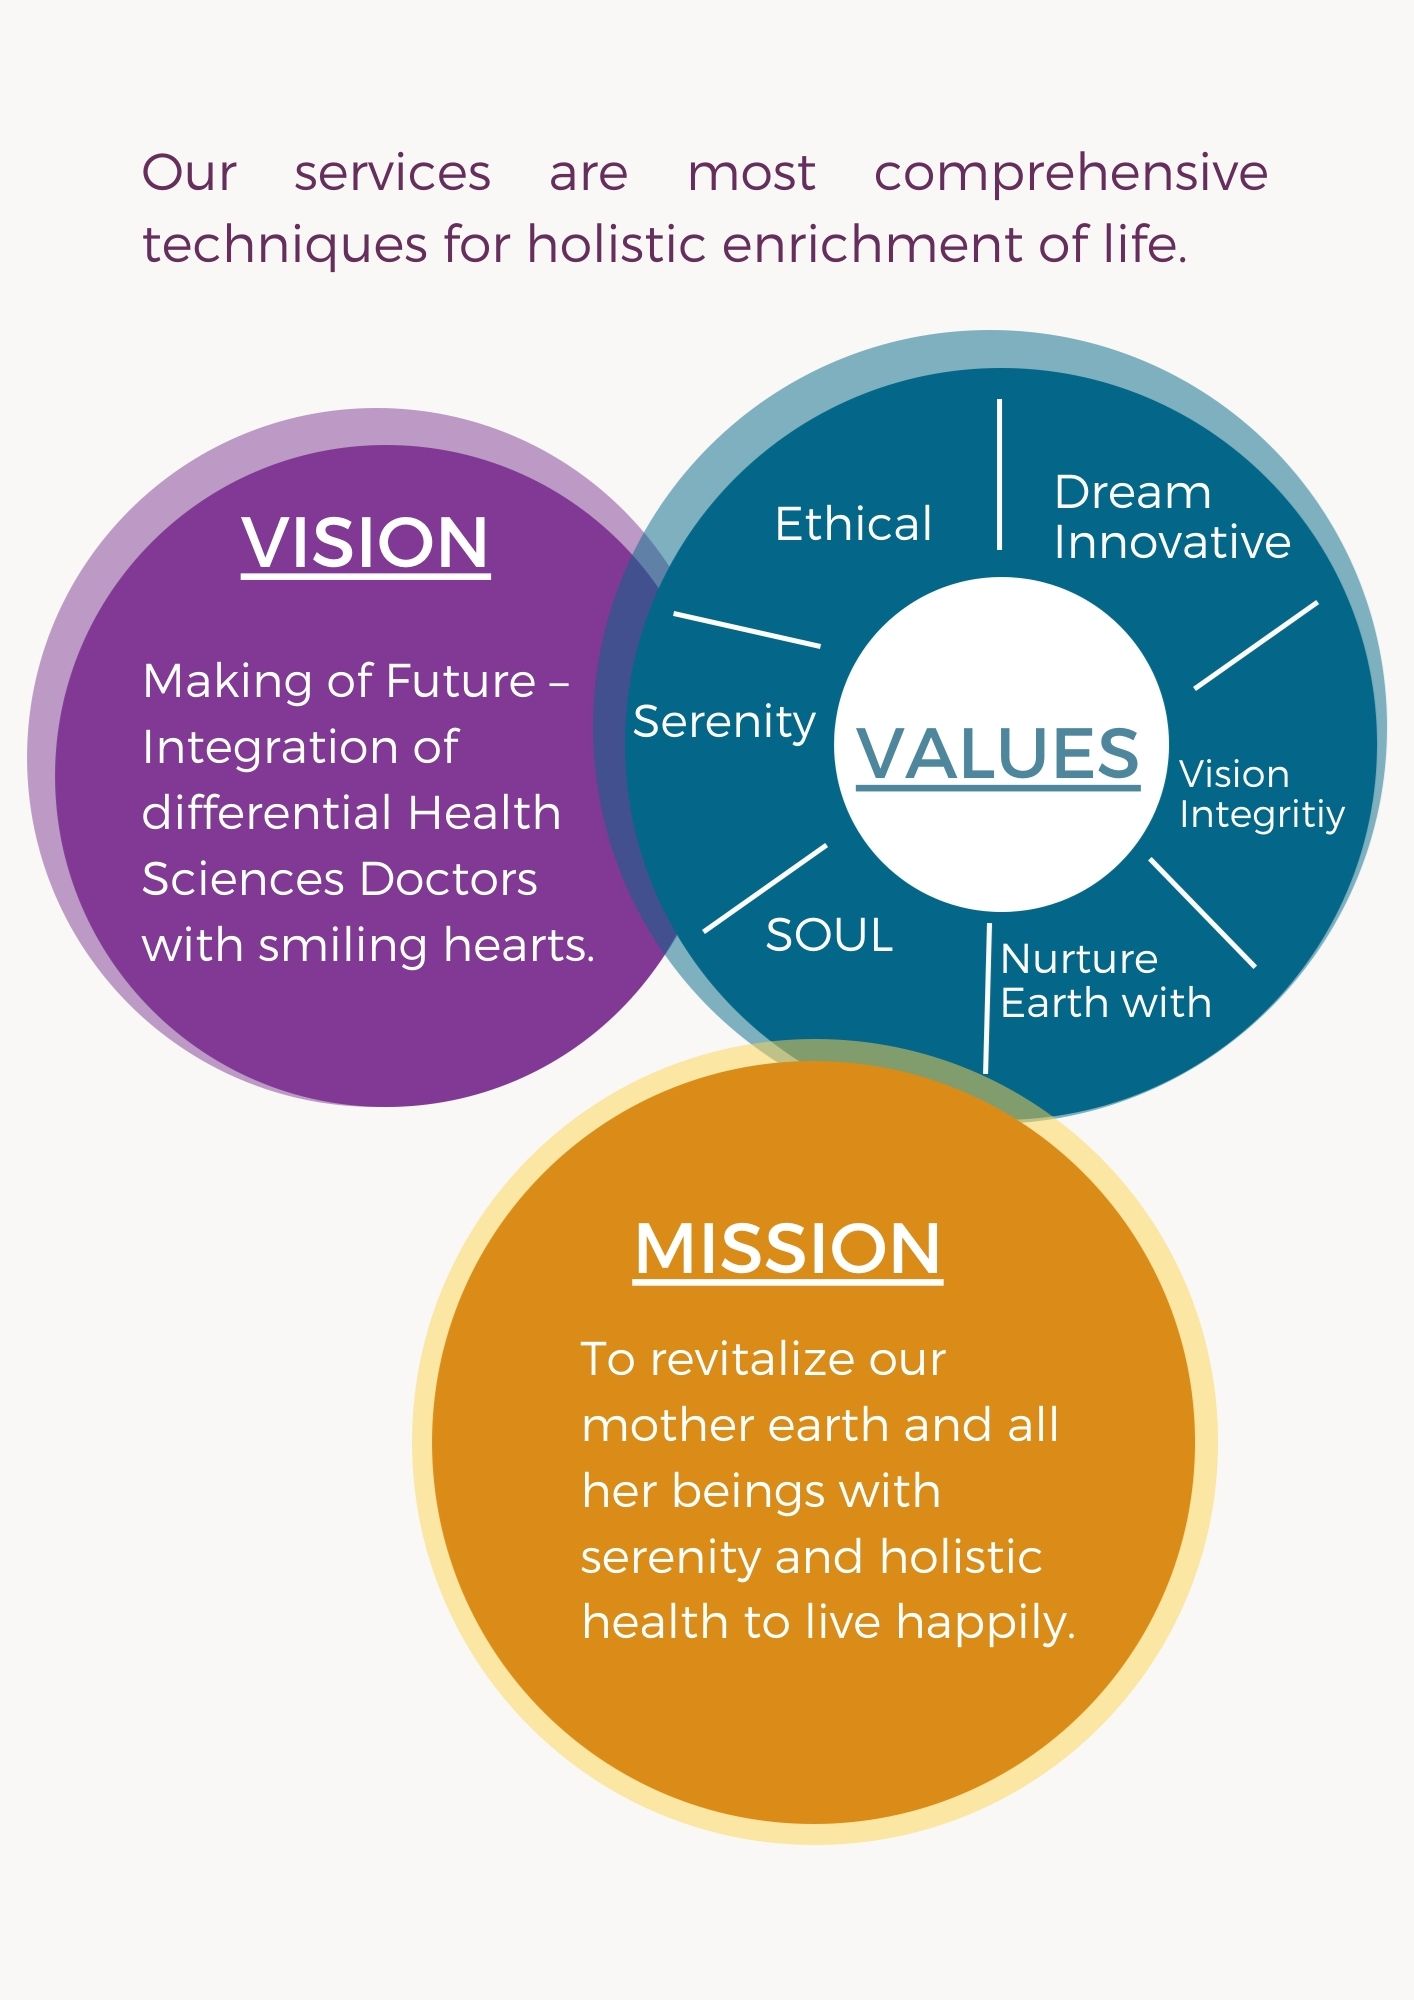 Our services are most comprehensive
techniques for holistic enrichment of life.
VISION
Making of Future –
Integration of
differential Health
Sciences Doctors
with smiling hearts.
VALUES
Dream
Innovative
Vision
Integritiy
Nurture
Earth with
SOUL
Serenity
Ethical
MISSION
To revitalize our
mother earth and all
her beings with
serenity and holistic
health to live happily.